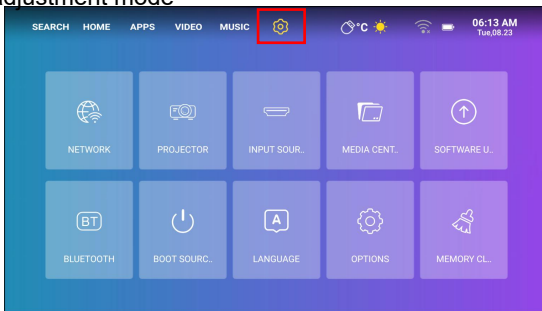 adjustment mode
SEARCH HOME APPS VIDEO MUSIC °C 06:13 AM
Tue,08.23
NETWORK PROJECTOR INPUT SOUR.. MEDIA CENT.. SOFTWARE U..
BT A
BLUETOOTH BOOT SOURC.. LANGUAGE OPTIONS MEMORY CL..